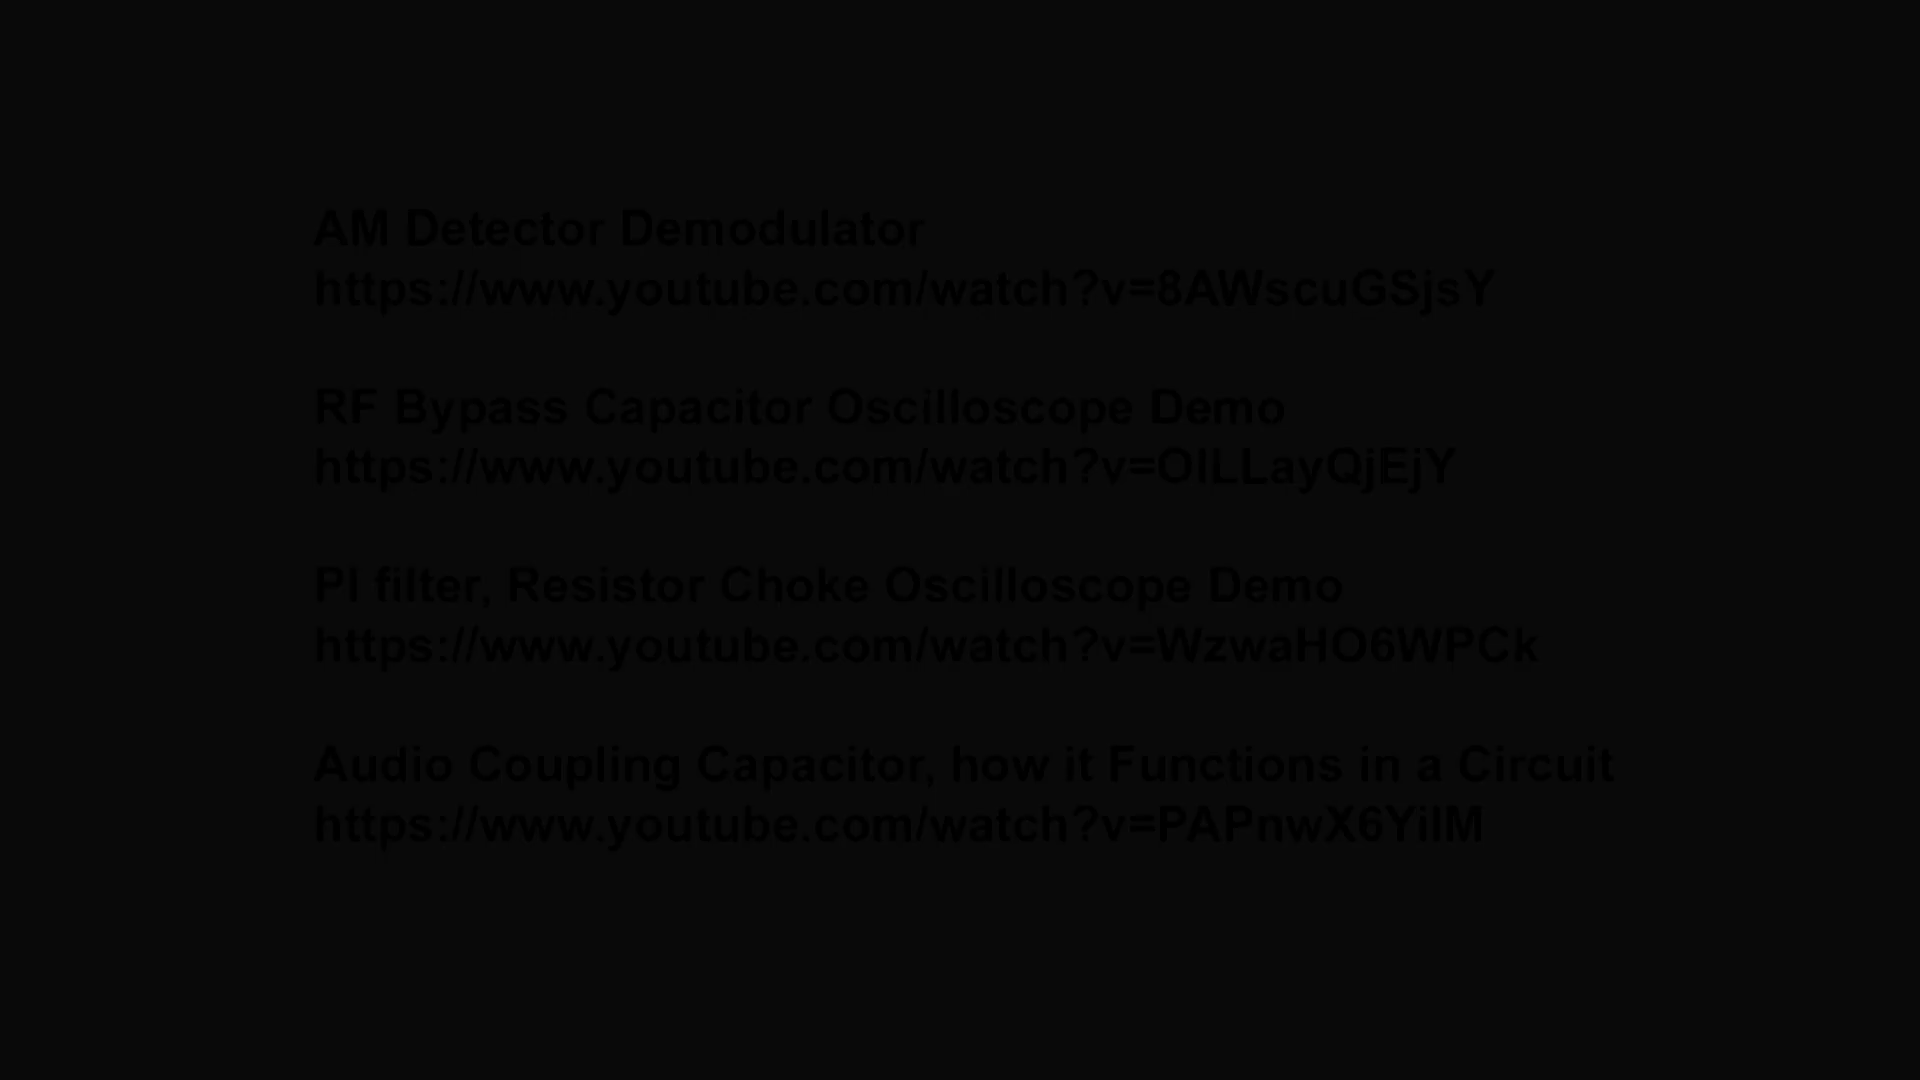 AM Detector Demodulator
https://www.youtube.com/watch?v=8AWscuGSjsY
RF Bypass Capacitor Oscilloscope Demo
https://www.youtube.com/watch?v=OILLayQjEjY
PI filter, Resistor Choke Oscilloscope Demo
https://www.youtube.com/watch?v=WzwaHO6WPCk
Audio Coupling Capacitor, how it Functions in a Circuit
https://www.youtube.com/watch?v=PAPnwX6YiIM